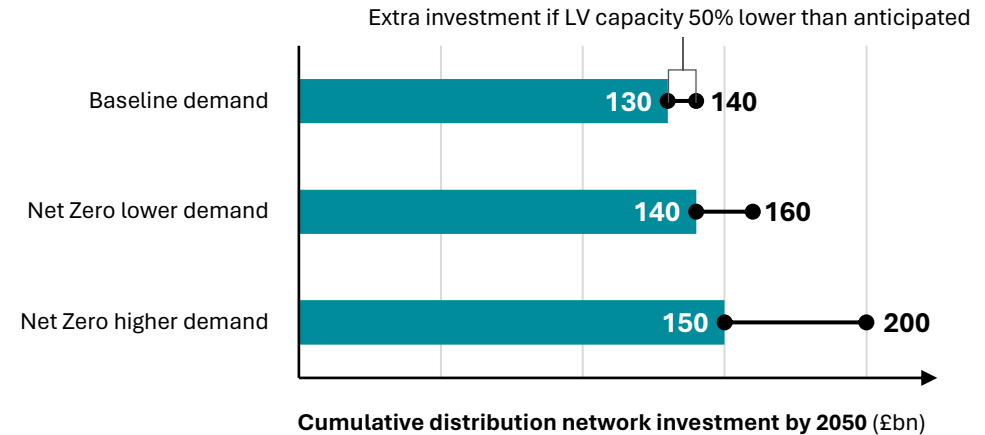 Extra investment if LV capacity 50% lower than anticipated
Baseline demand
130
140
Net Zero lower demand
140
160
Net Zero higher demand
150
200
Cumulative distribution network investment by 2050 (£bn)